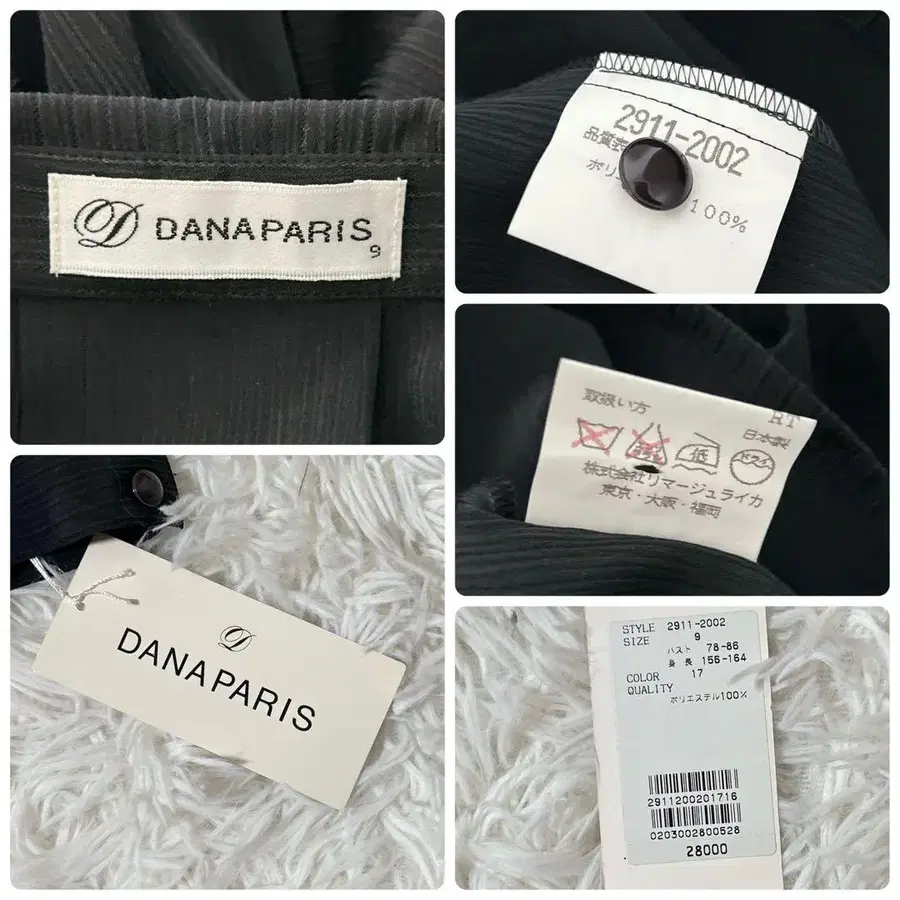 D DANAPARIS
9
2911-2002
品質表
ポリ
100%
取扱い方
RT
日本製
低
ドライ
株式会社リマージュライカ
東京・大阪・福岡
D
DANAPARIS
STYLE 2911-2002
SIZE 9
バスト 78-86
身長 156-164
COLOR 17
QUALITY
ポリエステル100%
2911200201716
0203002800528
28000